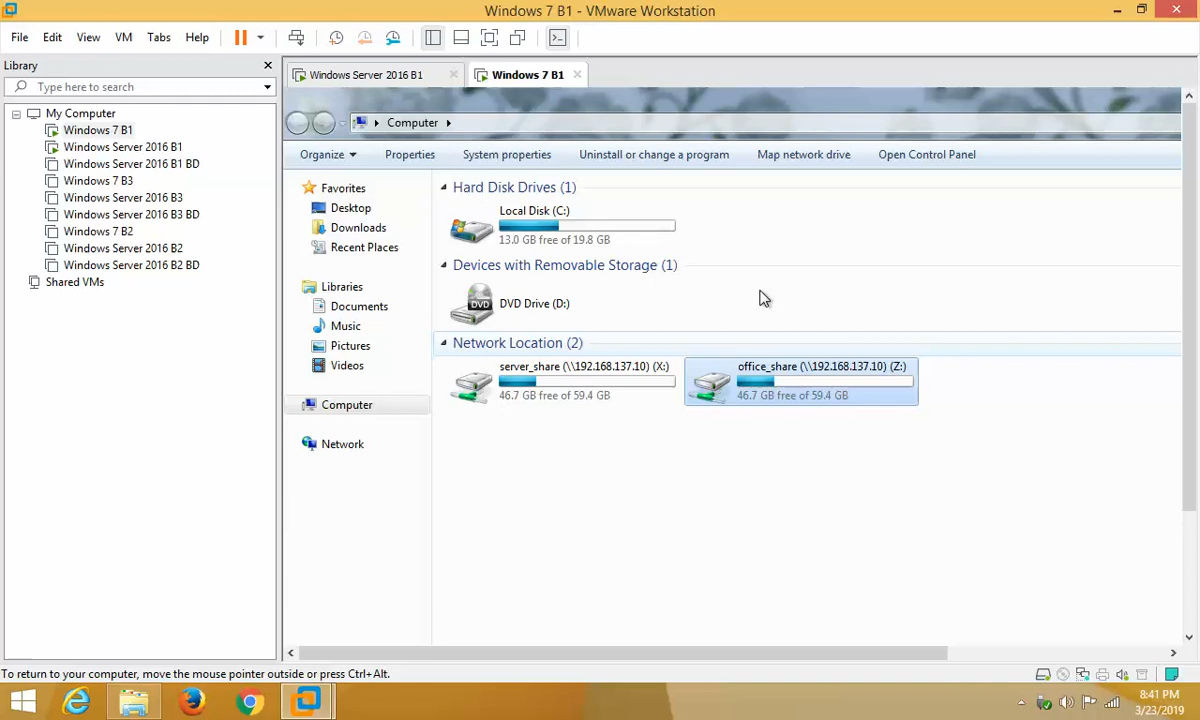 Windows 7 B1 - VMware Workstation
File Edit View VM Tabs Help
Library
Type here to search
My Computer
Windows 7 B1
Windows Server 2016 B1
Windows Server 2016 B1 BD
Windows 7 B3
Windows Server 2016 B3
Windows Server 2016 B3 BD
Windows 7 B2
Windows Server 2016 B2
Windows Server 2016 B2 BD
Shared VMs
Windows Server 2016 B1
Windows 7 B1
Computer
Organize Properties System properties Uninstall or change a program Map network drive Open Control Panel
Favorites
Desktop
Downloads
Recent Places
Libraries
Documents
Music
Pictures
Videos
Computer
Network
Hard Disk Drives (1)
Local Disk (C:)
13.0 GB free of 19.8 GB
Devices with Removable Storage (1)
DVD
DVD Drive (D:)
Network Location (2)
server_share (\\192.168.137.10) (X:)
46.7 GB free of 59.4 GB
office_share (\\192.168.137.10) (Z:)
46.7 GB free of 59.4 GB
To return to your computer, move the mouse pointer outside or press Ctrl+Alt.
8:41 PM
3/23/2019